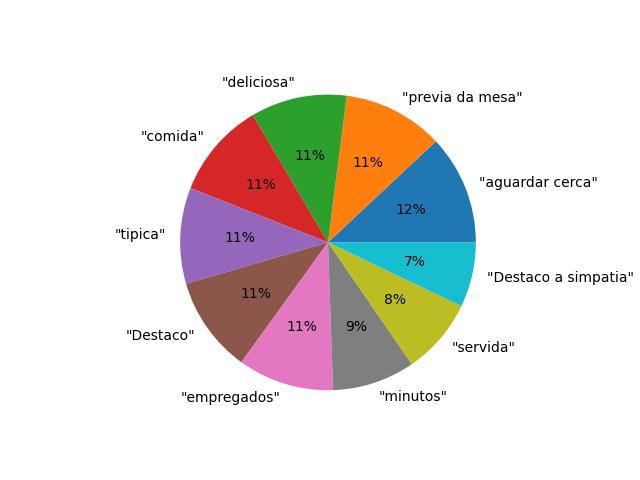 "deliciosa"
"previa da mesa"
"comida"
11%
11%
"aguardar cerca"
11%
12%
"tipica"
11%
7%
"Destaco a simpatia"
11%
8%
11%
9%
"Destaco"
"servida"
"empregados"
"minutos"